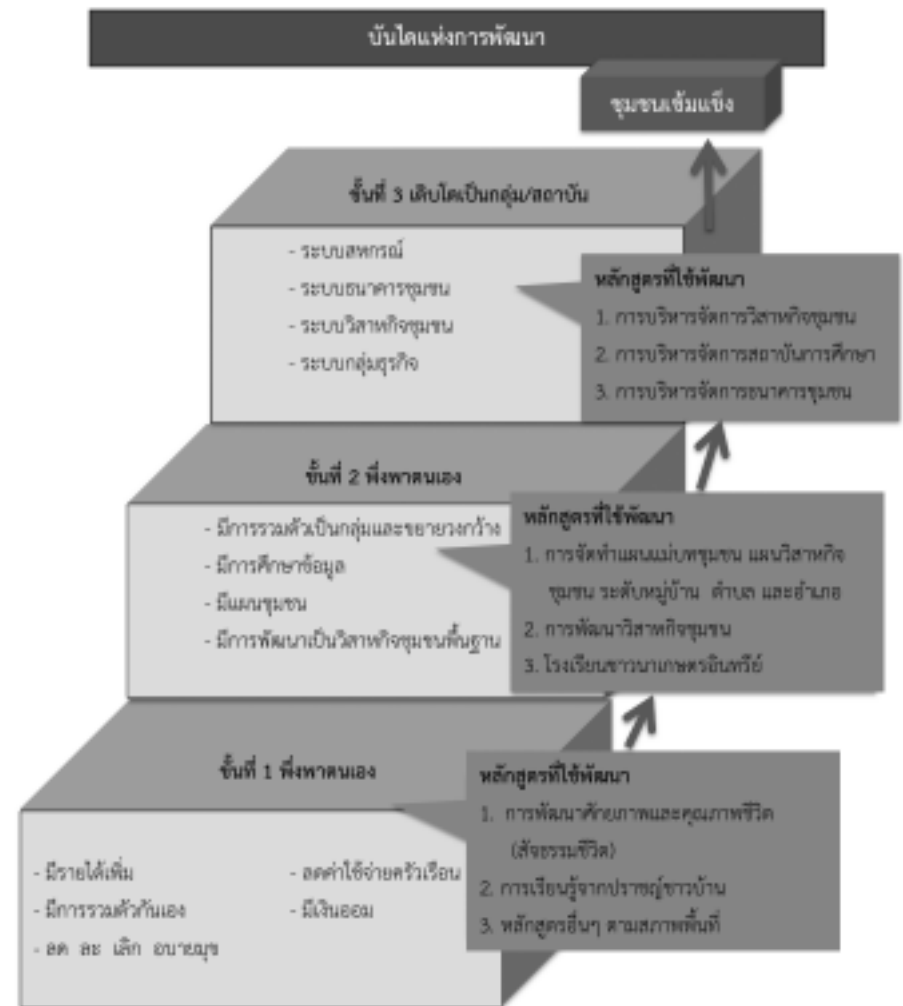 บันไดแห่งการพัฒนา
ชุมชนเข้มแข็ง
ขั้นที่ 3 เติบโตเป็นกลุ่ม/สถาบัน
- ระบบสหกรณ์
- ระบบธนาคารชุมชน
- ระบบวิสาหกิจชุมชน
- ระบบกลุ่มธุรกิจ
หลักสูตรที่ใช้พัฒนา
1. การบริหารจัดการวิสาหกิจชุมชน
2. การบริหารจัดการสถาบันการศึกษา
3. การบริหารจัดการธนาคารชุมชน
ขั้นที่ 2 พึ่งพาตนเอง
- มีการรวมตัวเป็นกลุ่มและขยายวงกว้าง
- มีการศึกษาข้อมูล
- มีแผนชุมชน
- มีการพัฒนาเป็นวิสาหกิจชุมชนพื้นฐาน
หลักสูตรที่ใช้พัฒนา
1. การจัดทำแผนแม่บทชุมชน แผนวิสาหกิจ
ชุมชน ระดับหมู่บ้าน ตำบล และอำเภอ
2. การพัฒนาวิสาหกิจชุมชน
3. โรงเรียนชาวนาเกษตรอินทรีย์
ขั้นที่ 1 พึ่งพาตนเอง
- มีรายได้เพิ่ม
- มีการรวมตัวกันเอง
- ลด ละ เลิก อบายมุข
- ลดค่าใช้จ่ายครัวเรือน
- มีเงินออม
หลักสูตรที่ใช้พัฒนา
1. การพัฒนาศักยภาพและคุณภาพชีวิต
(สัจธรรมชีวิต)
2. การเรียนรู้จากปราชญ์ชาวบ้าน
3. หลักสูตรอื่นๆ ตามสภาพพื้นที่